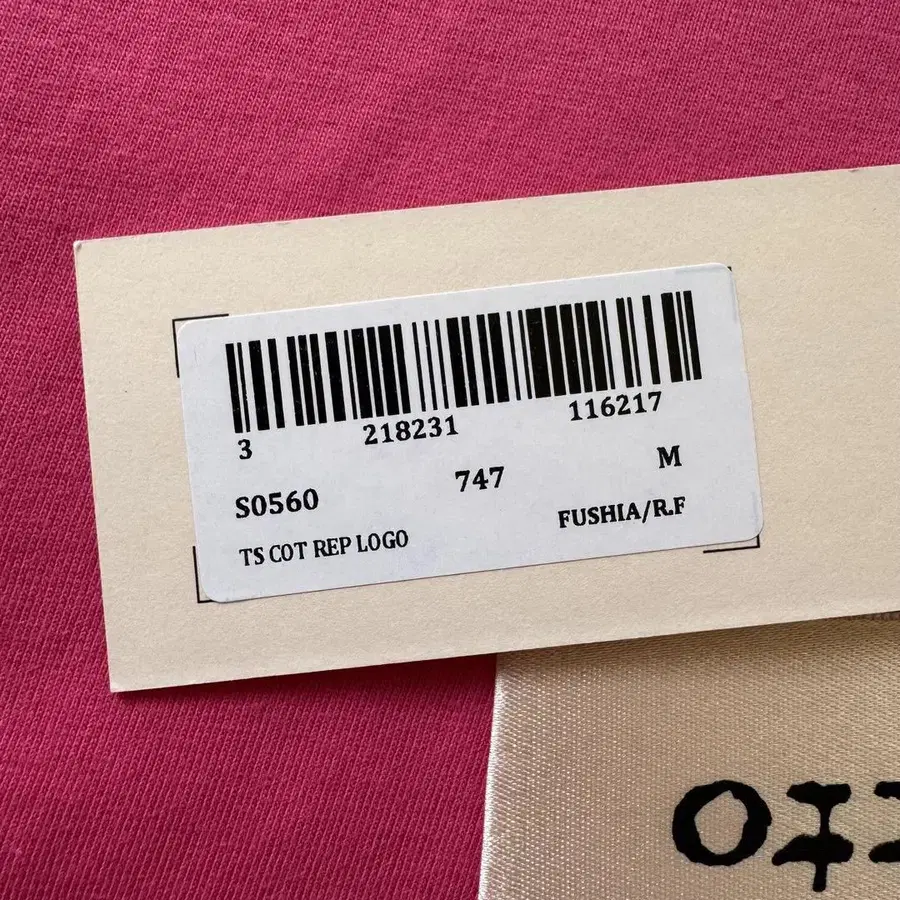 3 218231 116217
S0560 747 M
TS COT REP LOGO FUSHIA/R.F